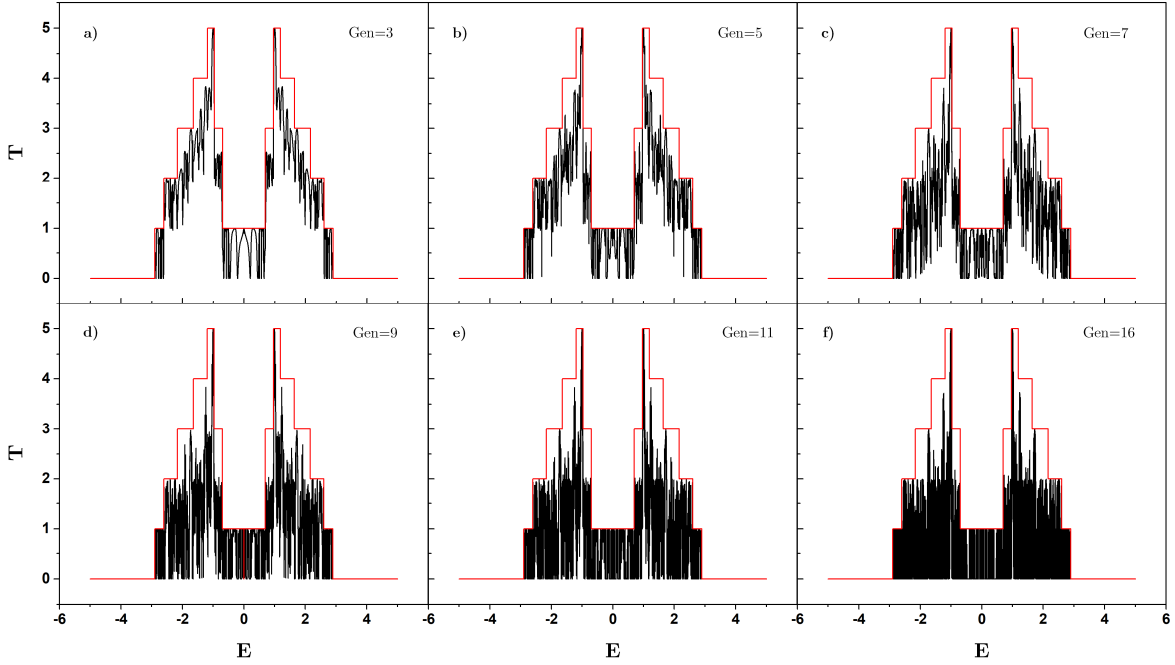 a) Gen=3
b) Gen=5
c) Gen=7
5
4
3
2
1
0
T
d) Gen=9
e) Gen=11
f) Gen=16
5
4
3
2
1
0
T
-6 -4 -2 0 2 4 -6 -4 -2 0 2 4 -6 -4 -2 0 2 4 6
E E E